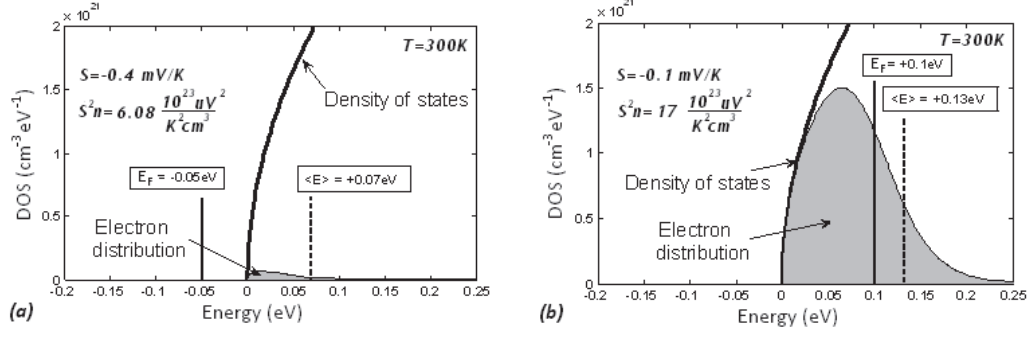 × 10²¹
2
1.5
1
0.5
0
DOS (cm⁻³ eV⁻¹)
T=300K
S=-0.4 mV/K
S²n=6.08 10²³uV² / K²cm³
Density of states
E_F = -0.05eV
<E> = +0.07eV
Electron
distribution
-0.2 -0.15 -0.1 -0.05 0 0.05 0.1 0.15 0.2 0.25
(a) Energy (eV)
× 10²¹
2
1.5
1
0.5
0
DOS (cm⁻³ eV⁻¹)
T=300K
E_F = +0.1eV
S=-0.1 mV/K
<E> = +0.13eV
S²n=17 10²³uV² / K²cm³
Density of states
Electron
distribution
-0.2 -0.15 -0.1 -0.05 0 0.05 0.1 0.15 0.2 0.25
(b) Energy (eV)